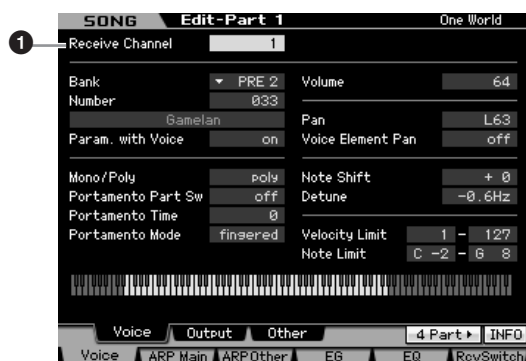 SONG Edit-Part 1 One World
1 Receive Channel 1
Bank PRE 2 Volume 64
Number 033
Gamelan Pan L63
Param. with Voice on Voice Element Pan off
Mono/Poly poly Note Shift + 0
Portamento Part Sw off Detune -0.6Hz
Portamento Time 0
Portamento Mode fingered Velocity Limit 1 - 127
Note Limit C -2 - G 8
Voice Output Other 4 Part INFO
Voice ARP Main ARP Other EG EQ RcvSwitch